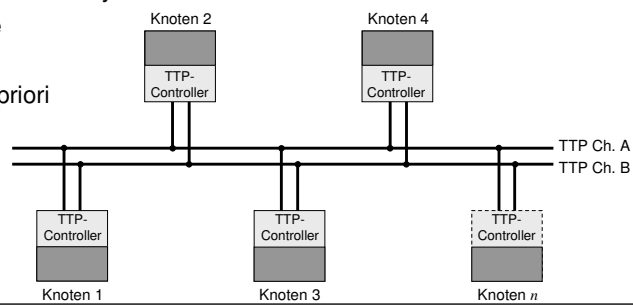 Knoten 2
Knoten 4
TTP-
Controller
TTP-
Controller
priori
TTP Ch. A
TTP Ch. B
TTP-
Controller
TTP-
Controller
TTP-
Controller
Knoten 1
Knoten 3
Knoten n